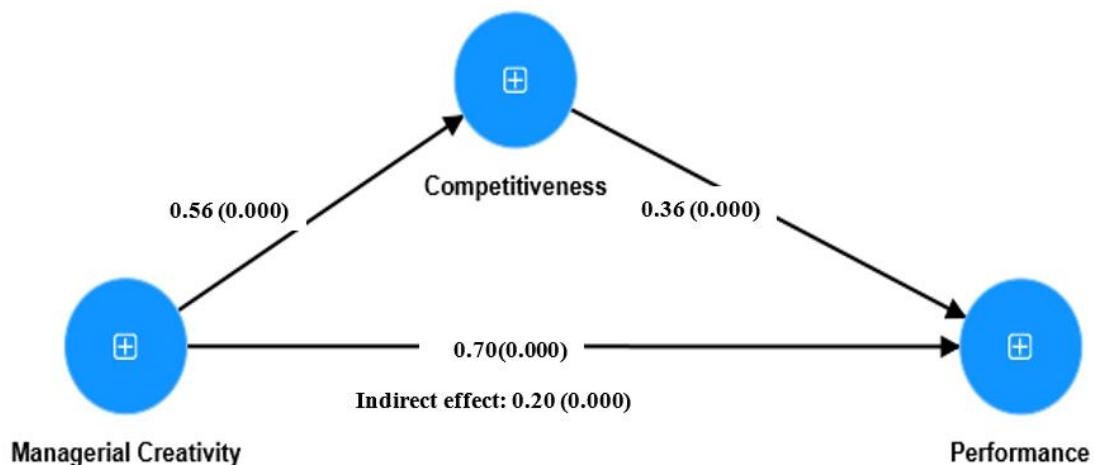 Competitiveness
0.56 (0.000)
0.36 (0.000)
0.70(0.000)
Indirect effect: 0.20 (0.000)
Managerial Creativity
Performance